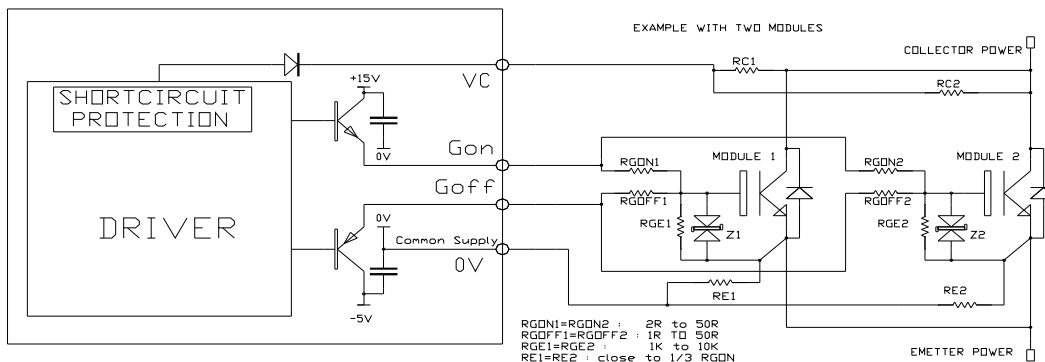 EXAMPLE WITH TWO MODULES
COLLECTOR POWER
RC1
VC
+15V
RC2
SHORTCIRCUIT
PROTECTION
0V
Gon
RGON1
MODULE 1
RGON2
MODULE 2
Goff
RGOFF1
RGOFF2
DRIVER
0V
RGE1
Z1
RGE2
Z2
Common Supply
0V
RE1
RE2
-5V
RGON1=RGON2 : 2R to 50R
RGOFF1=RGOFF2 : 1R TO 50R
RGE1=RGE2 : 1K to 10K
RE1=RE2 : close to 1/3 RGON
EMETTER POWER